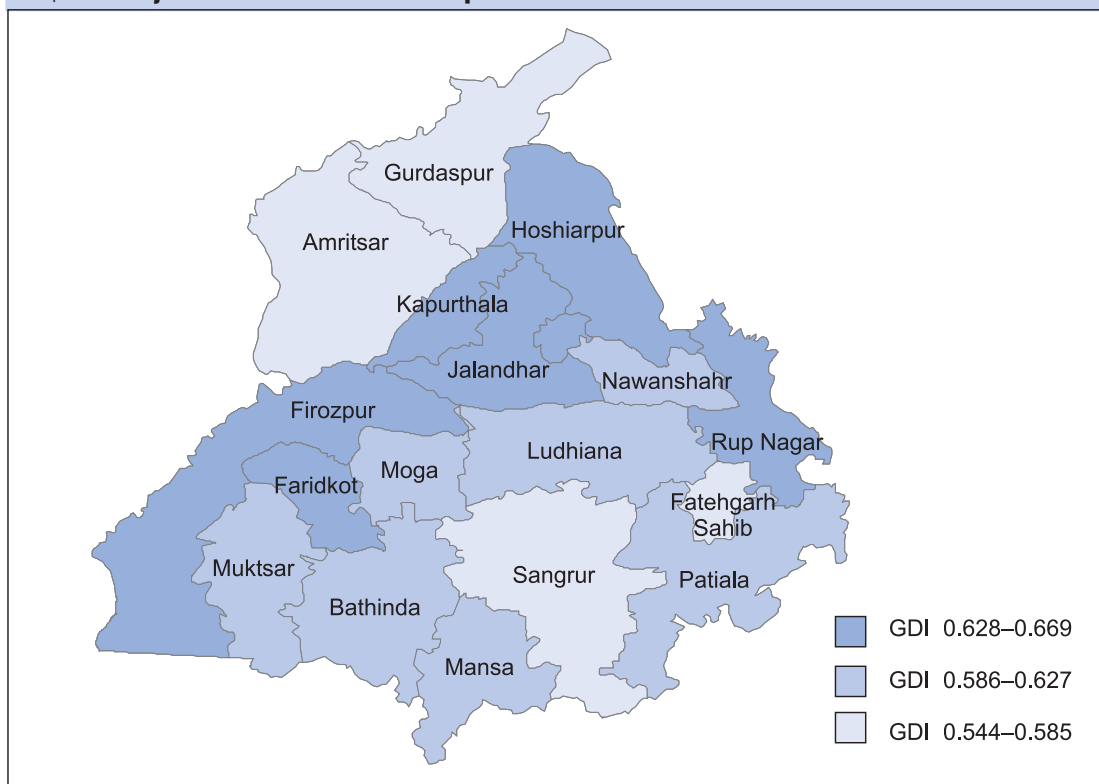 Gurdaspur
Amritsar
Hoshiarpur
Kapurthala
Jalandhar
Nawanshahr
Firozpur
Rup Nagar
Ludhiana
Moga
Faridkot
Fatehgarh
Sahib
Muktsar
Sangrur
Patiala
Bathinda
Mansa
GDI 0.628–0.669
GDI 0.586–0.627
GDI 0.544–0.585